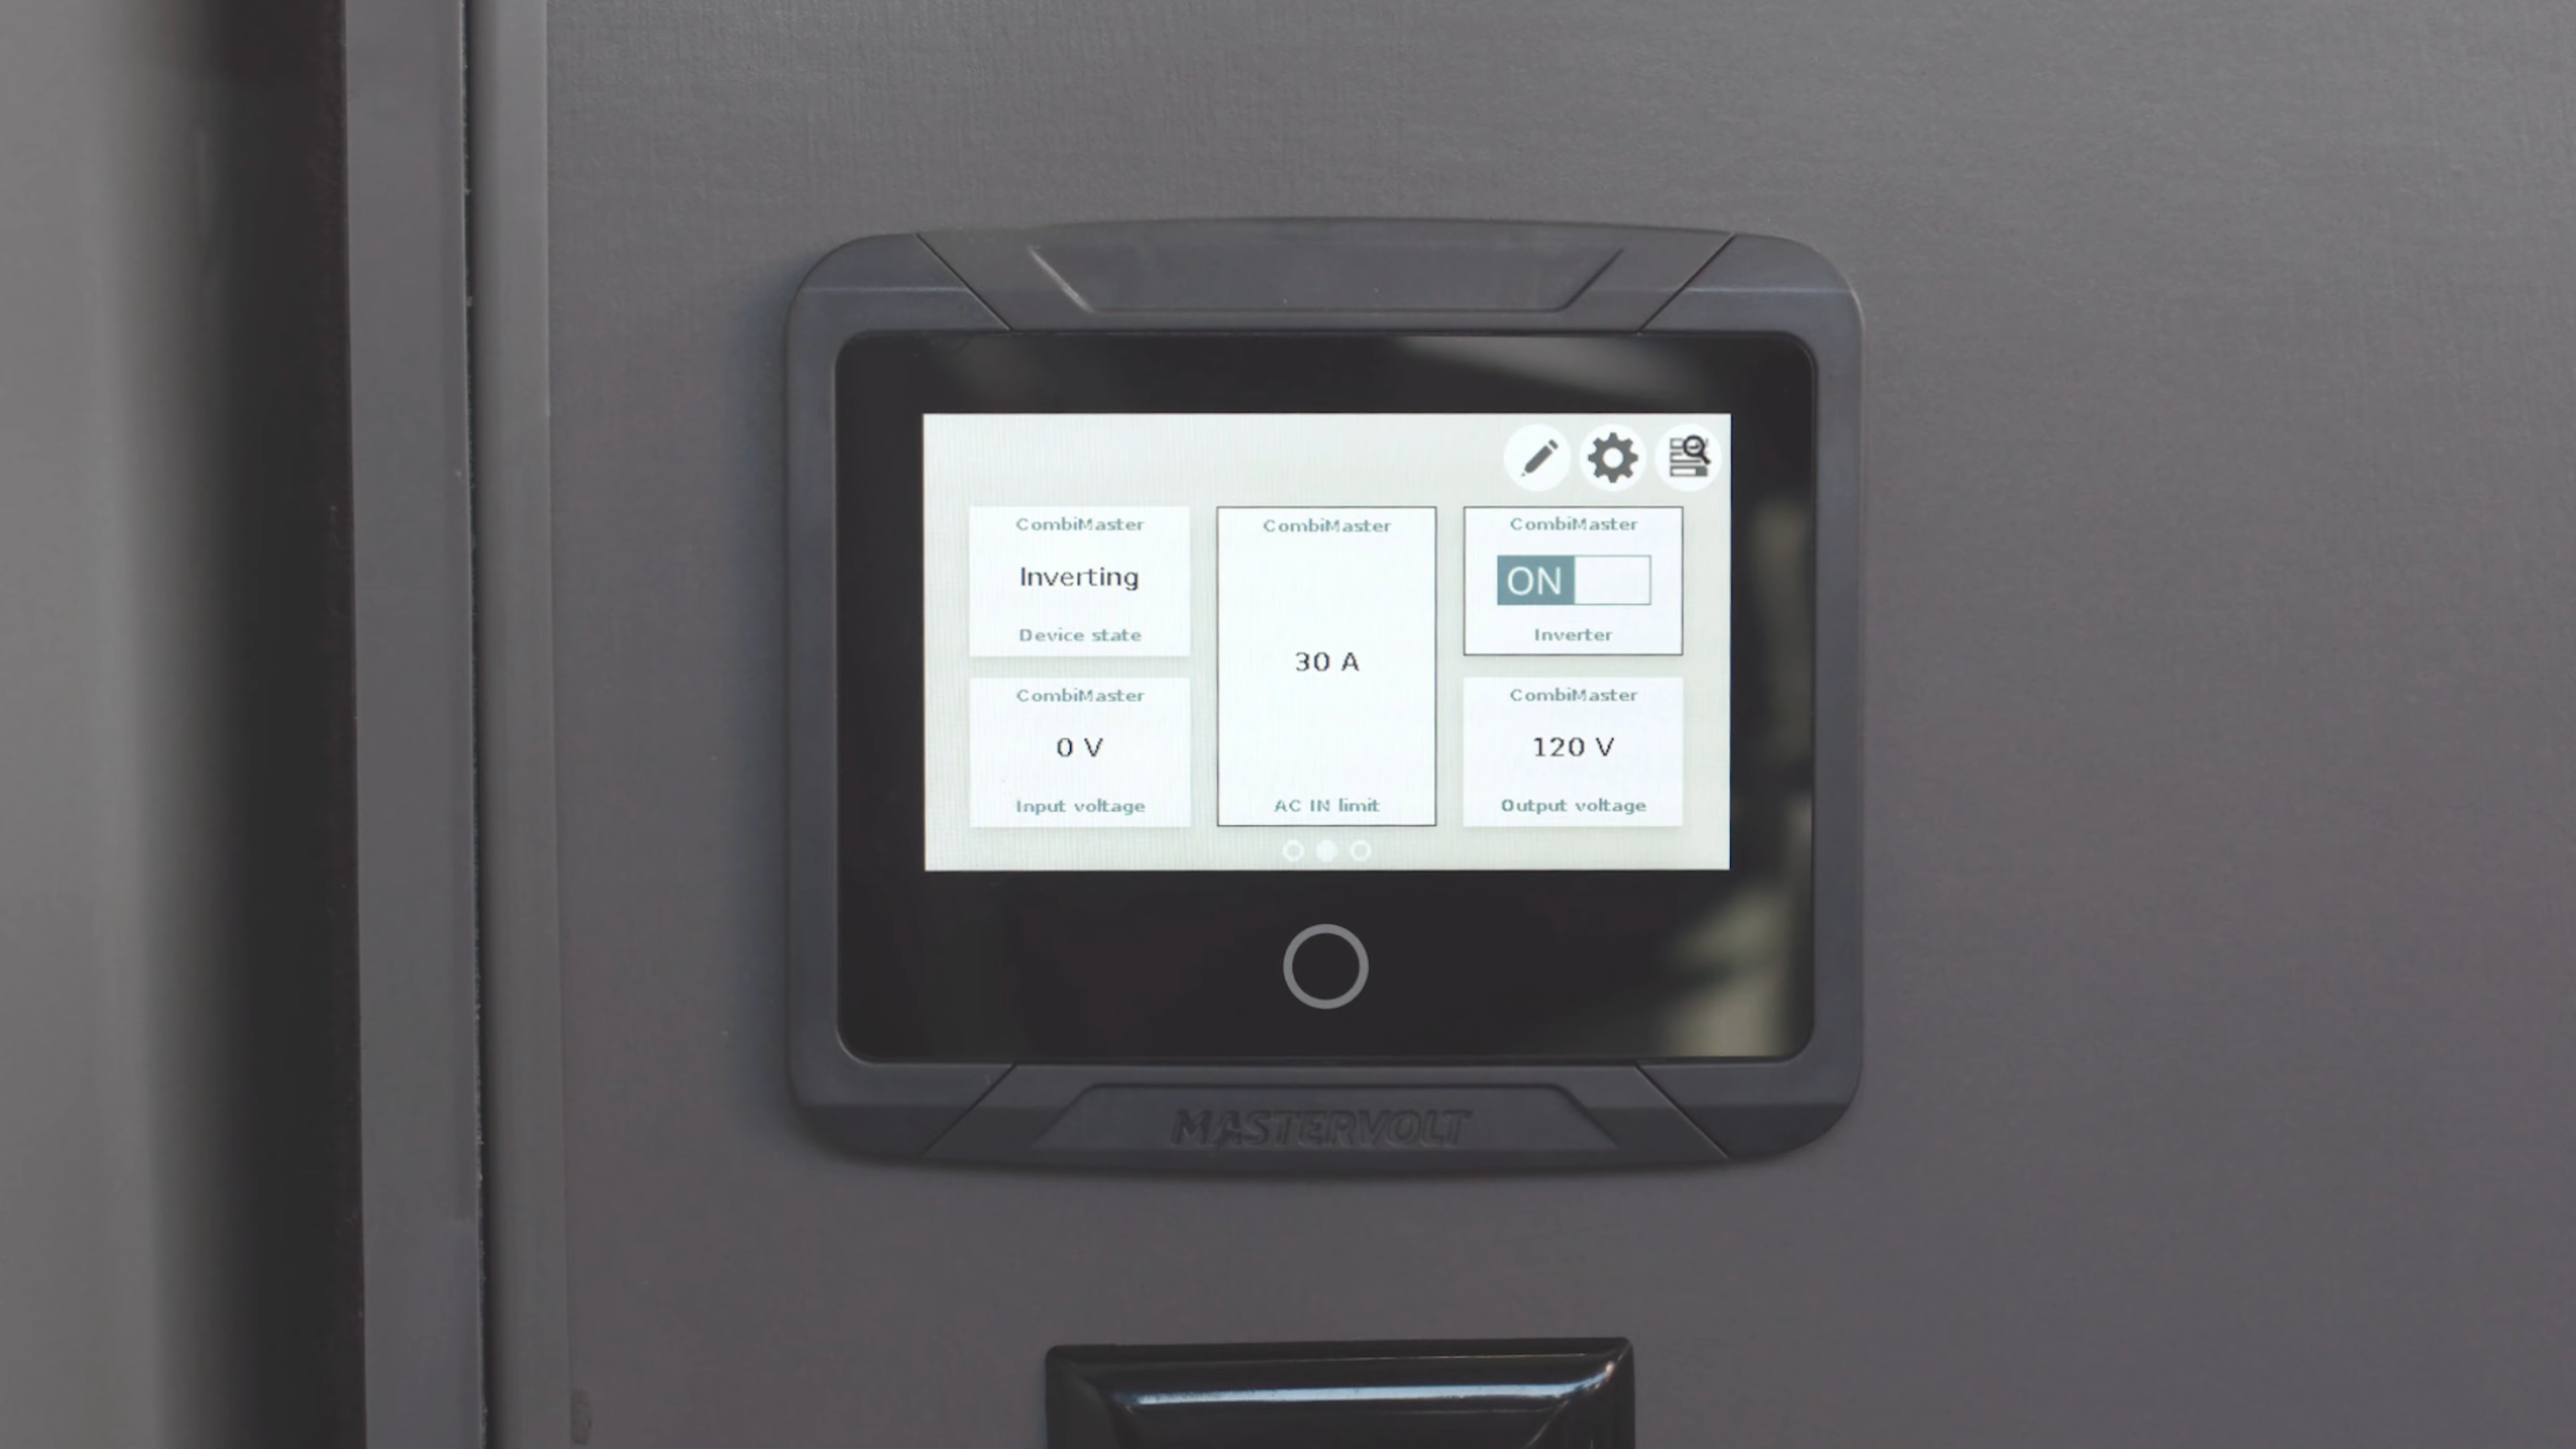 CombiMaster
Inverting
Device state
CombiMaster
0 V
Input voltage
CombiMaster
30 A
AC IN limit
CombiMaster
ON
Inverter
CombiMaster
120 V
Output voltage
MASTERVOLT